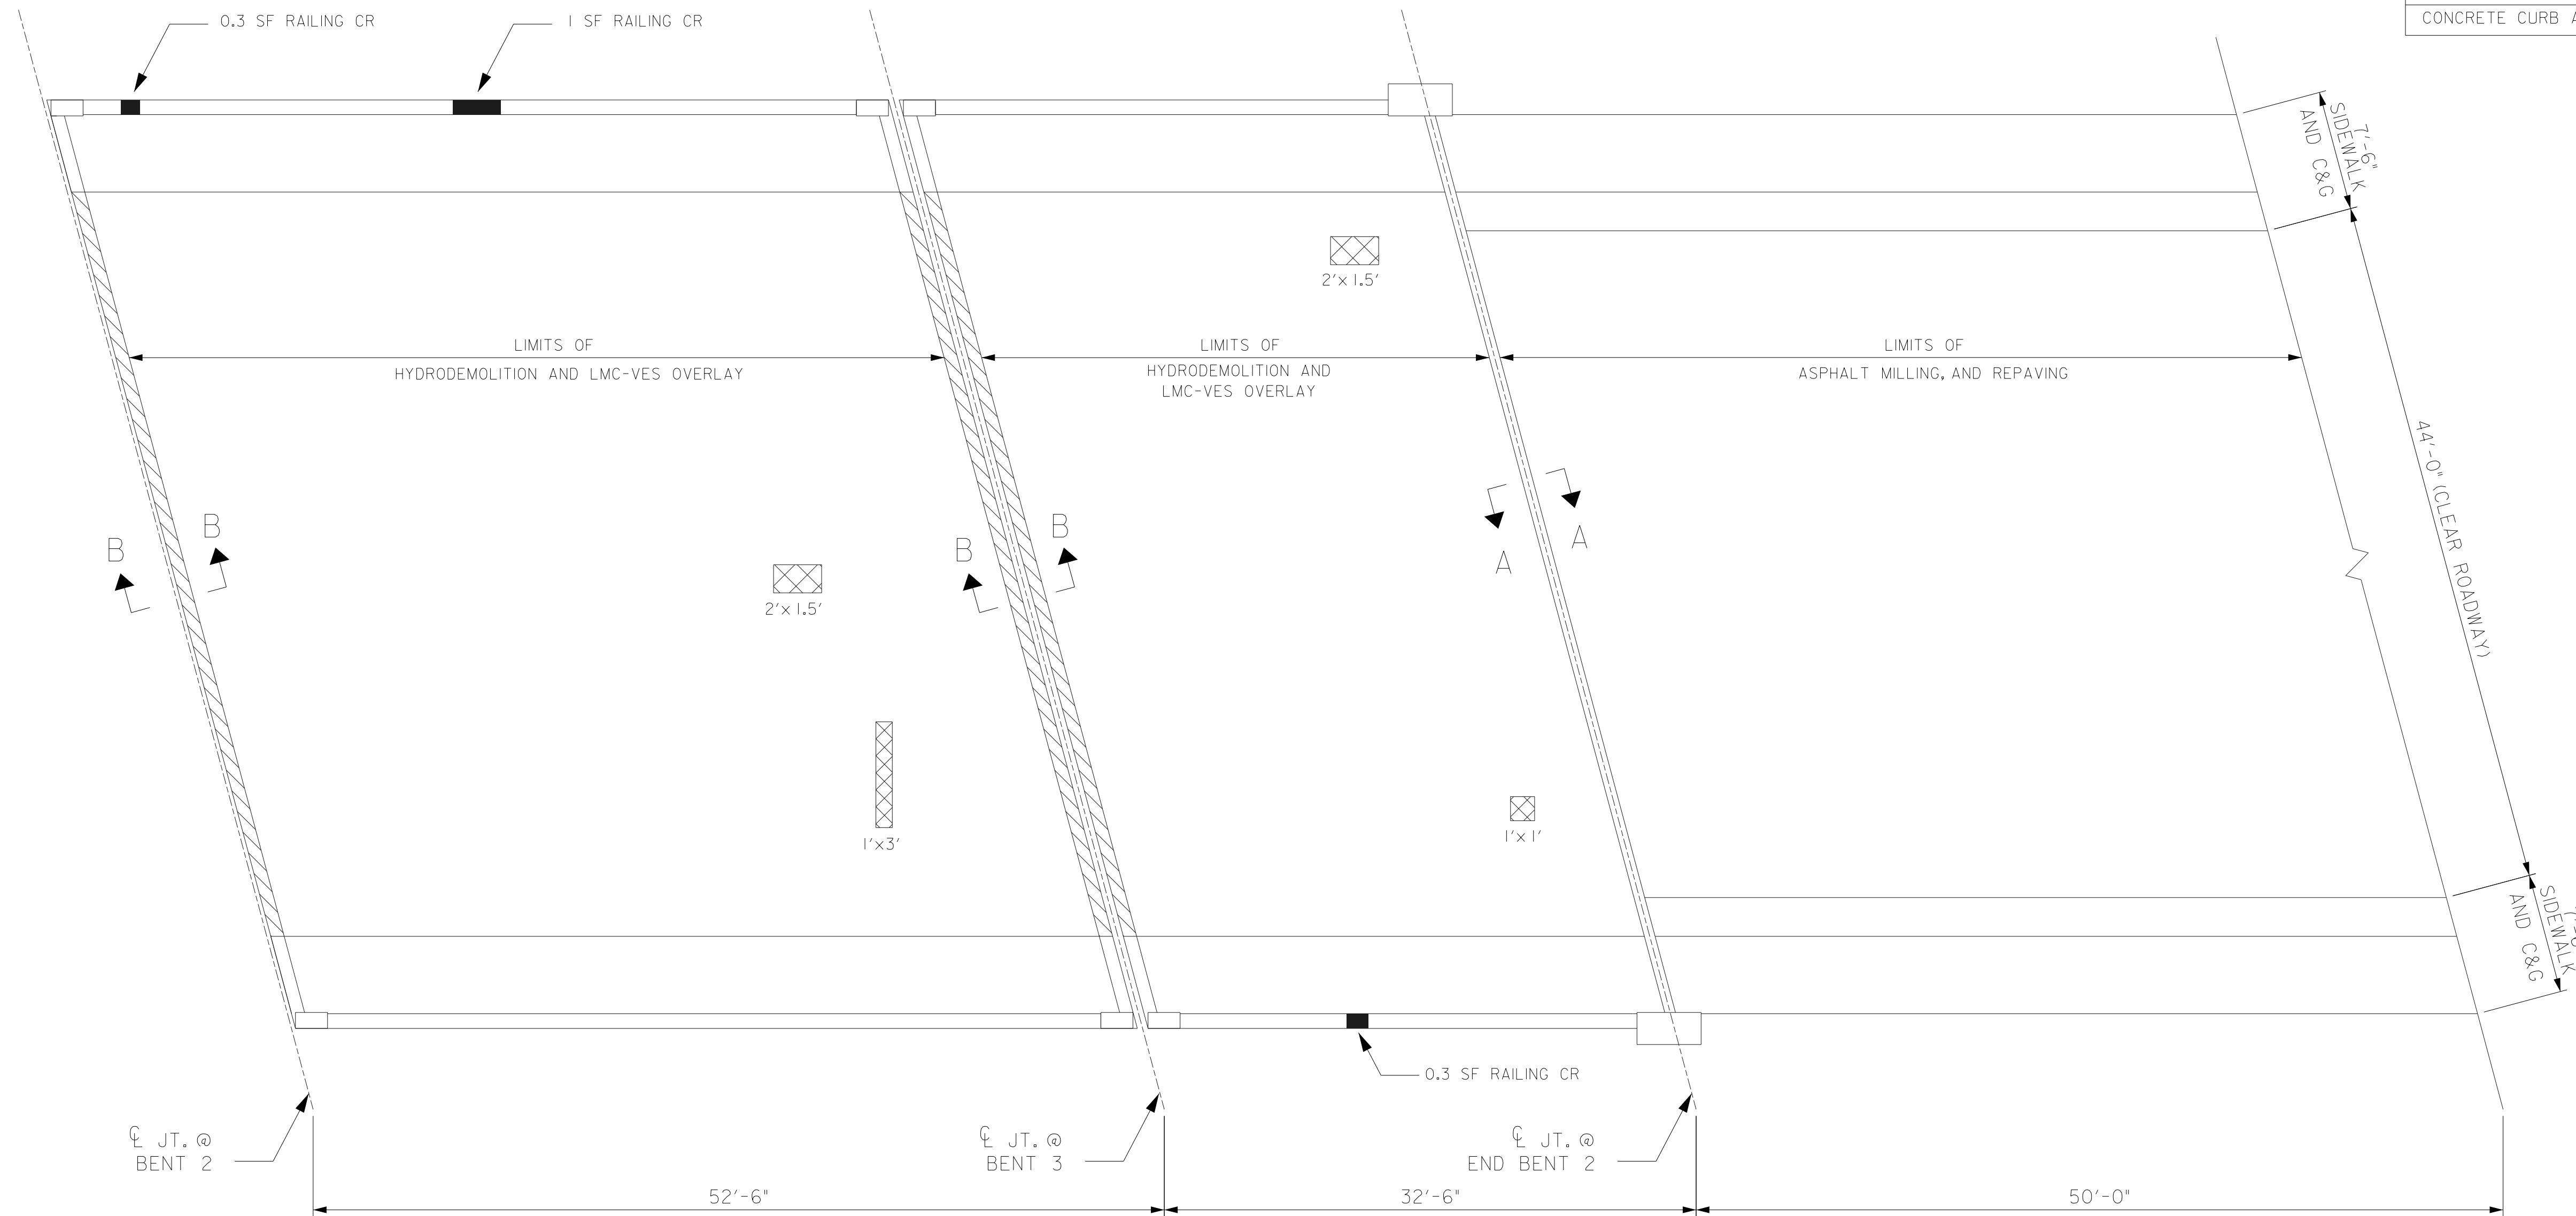 0.3 SF RAILING CR
1 SF RAILING CR
CONCRETE CURB
7'-6"
SIDEWALK
AND C&G
2'x1.5'
LIMITS OF
HYDRODEMOLITION AND LMC-VES OVERLAY
LIMITS OF
HYDRODEMOLITION AND
LMC-VES OVERLAY
LIMITS OF
ASPHALT MILLING, AND REPAVING
44'-0" (CLEAR ROADWAY)
B
B
B
B
A
A
2'x1.5'
1'x3'
1'x1'
SIDEWALK
AND C&G
0.3 SF RAILING CR
℄ JT. @
BENT 2
℄ JT. @
BENT 3
℄ JT. @
END BENT 2
52'-6"
32'-6"
50'-0"